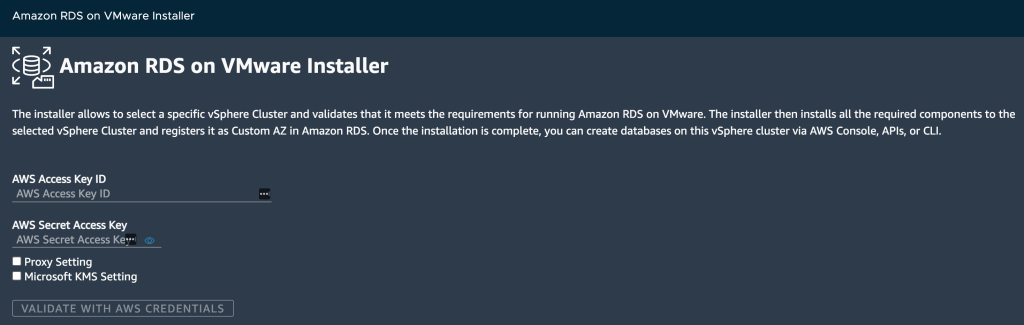 Amazon RDS on VMware Installer
Amazon RDS on VMware Installer
The installer allows to select a specific vSphere Cluster and validates that it meets the requirements for running Amazon RDS on VMware. The installer then installs all the required components to the
selected vSphere Cluster and registers it as Custom AZ in Amazon RDS. Once the installation is complete, you can create databases on this vSphere cluster via AWS Console, APIs, or CLI.
AWS Access Key ID
AWS Access Key ID
AWS Secret Access Key
AWS Secret Access Key
Proxy Setting
Microsoft KMS Setting
VALIDATE WITH AWS CREDENTIALS